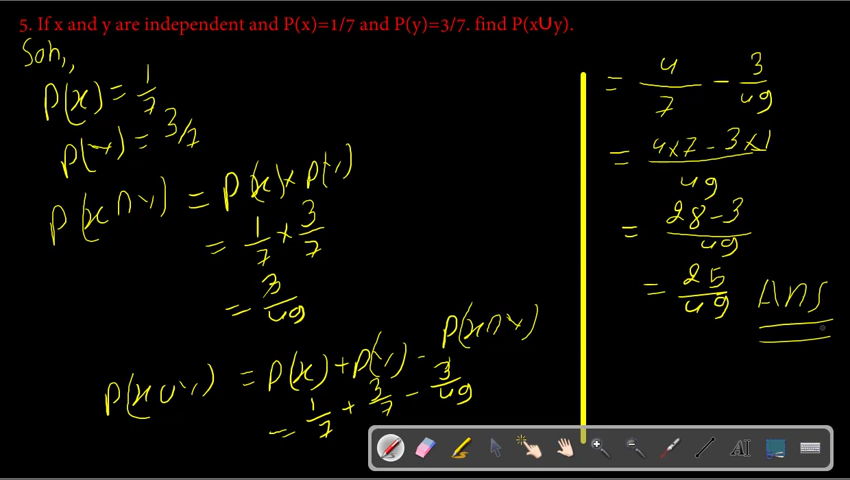 5. If x and y are independent and P(x)=1/7 and P(y)=3/7. find P(x∪y).
Soln,
P(x) = 1/7
P(y) = 3/7
P(x∩y) = P(x) × P(y)
= 1/7 × 3/7
= 3/49
P(x∪y) = P(x) + P(y) - P(x∩y)
= 1/7 + 3/7 - 3/49
= 4/7 - 3/49
= 4×7 - 3×1 / 49
= 28 - 3 / 49
= 25/49 Ans
AI